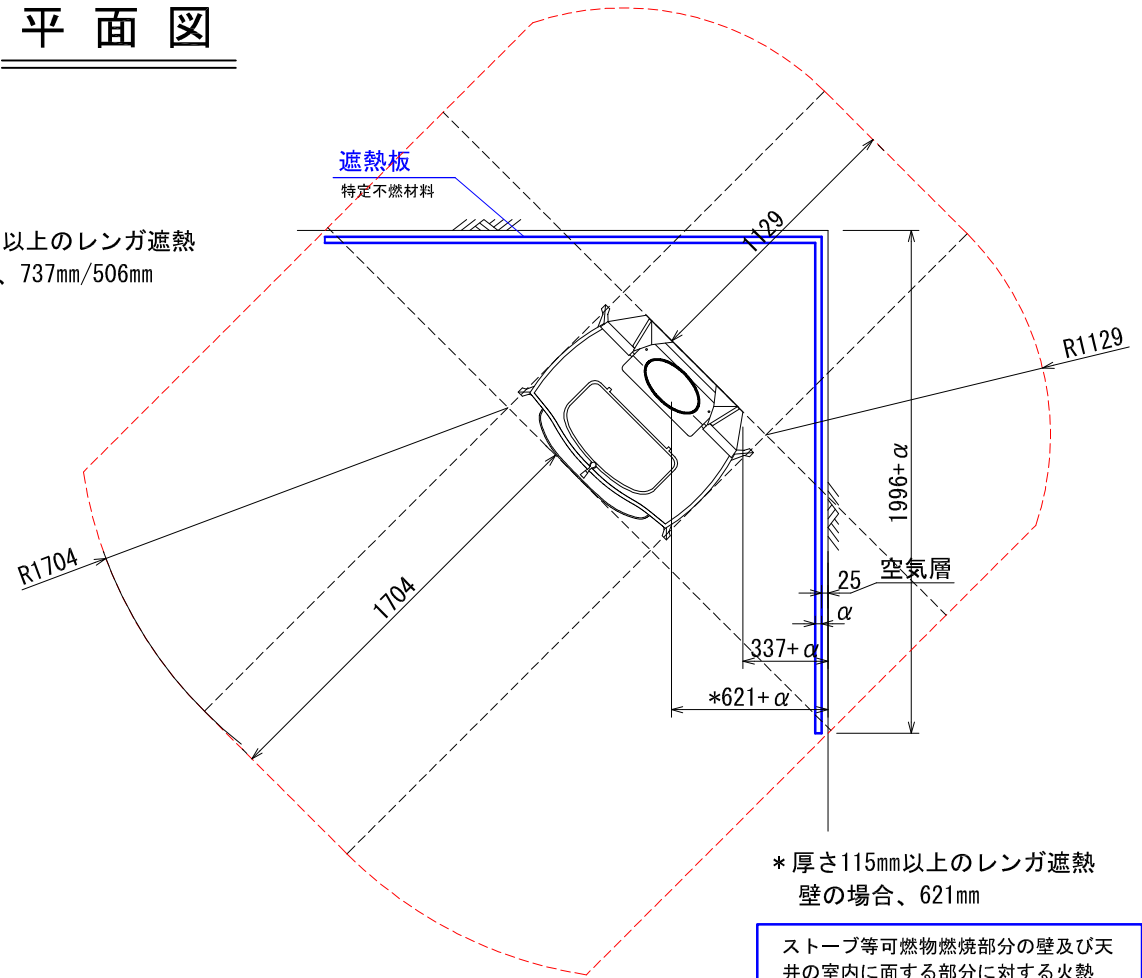 平面図
遮熱板
特定不燃材料
以上のレンガ遮熱
、737mm/506mm
1129
R1129
1996+α
R1704
1704
25 空気層
α
337+α
*621+α
*厚さ115mm以上のレンガ遮熱
壁の場合、621mm
ストーブ等可燃物燃焼部分の壁及び天
井の室内に面する部分に対する火熱